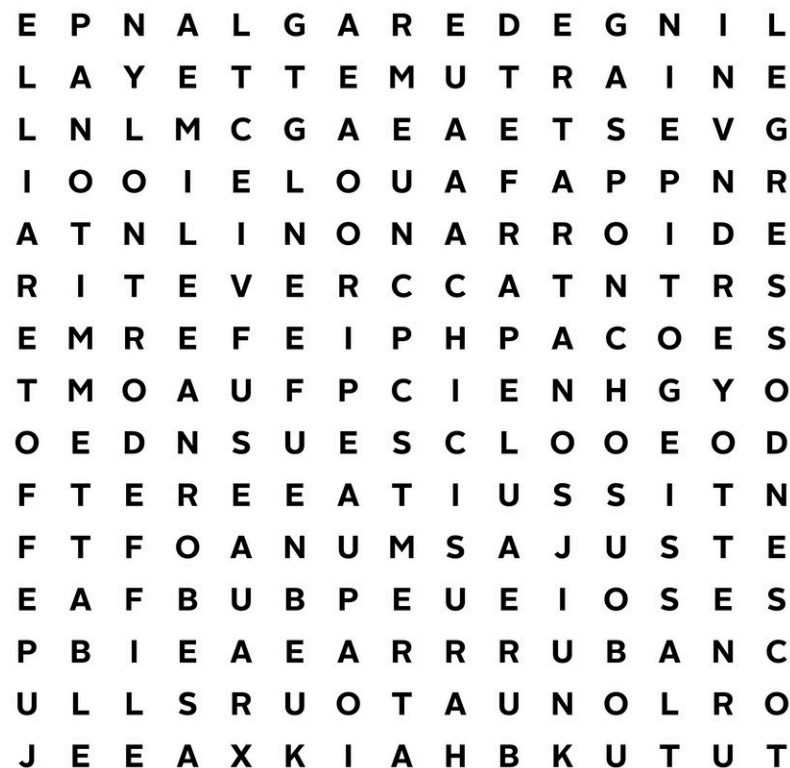 E P N A L G A R E D E G N I L
L A Y E T T E M U T R A I N E
L N L M C G A E A E T S E V G
I O O I E L O U A F A P P N R
A T N L I N O N A R R O I D E
R I T E V E R C C A T N T R S
E M R E F E I P H P A C O E S
T M O A U F P C I E N H G Y O
O E D N S U E S C L O O E O D
F T E R E E A T I U S S I T N
F T F O A N U M S A J U S T E
E A F B U B P E U E I O S E S
P B I E A E A R R R U B A N C
U L L S R U O T A U N O L R O
J E E A X K I A H B K U T U T